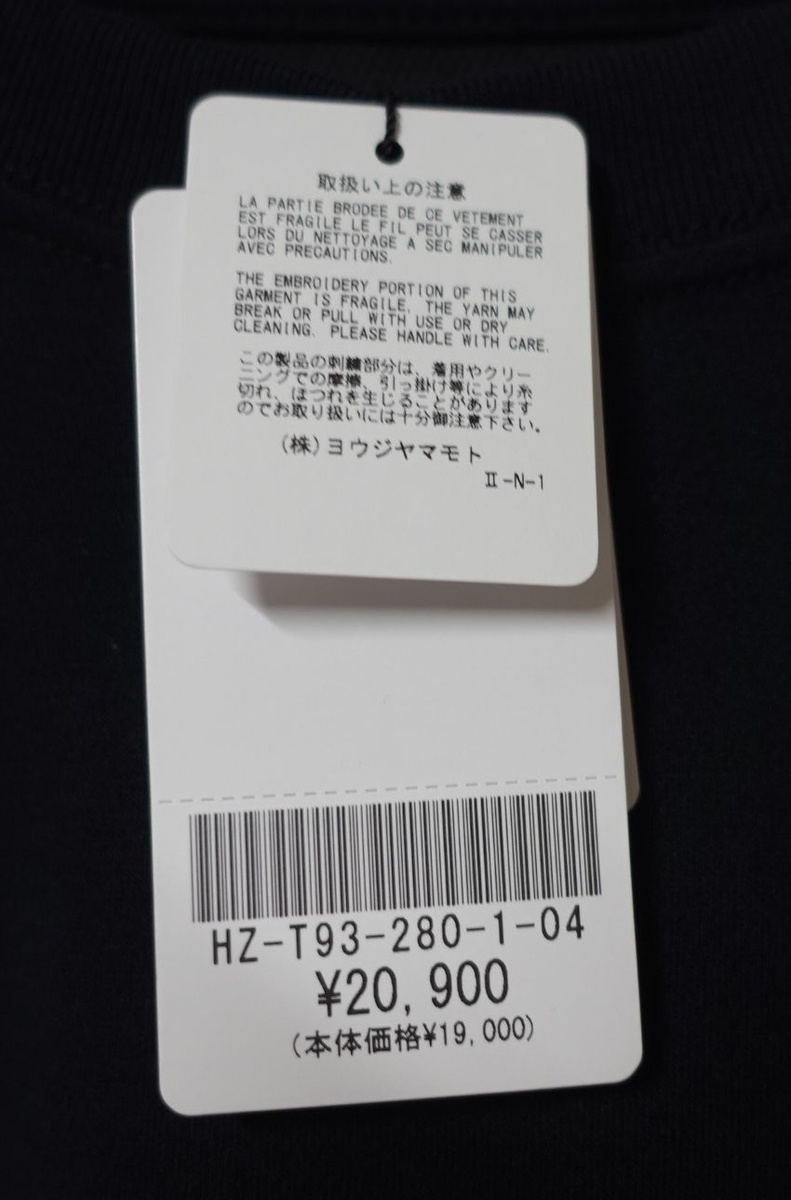 取扱い上の注意
LA PARTIE BRODEE DE CE VETEMENT
EST FRAGILE LE FIL PEUT SE CASSER
LORS DU NETTOYAGE A SEC MANIPULER
AVEC PRECAUTIONS.
THE EMBROIDERY PORTION OF THIS
GARMENT IS FRAGILE. THE YARN MAY
BREAK OR PULL WITH USE OR DRY
CLEANING. PLEASE HANDLE WITH CARE.
この製品の刺繍部分は、着用やクリー
ニングでの摩擦、引っ掛け等により糸
切れ、ほつれを生じることがあります
のでお取り扱いには十分御注意下さい。
(株)ヨウジヤマモト
Ⅱ-N-1
HZ-T93-280-1-04
¥20,900
(本体価格¥19,000)